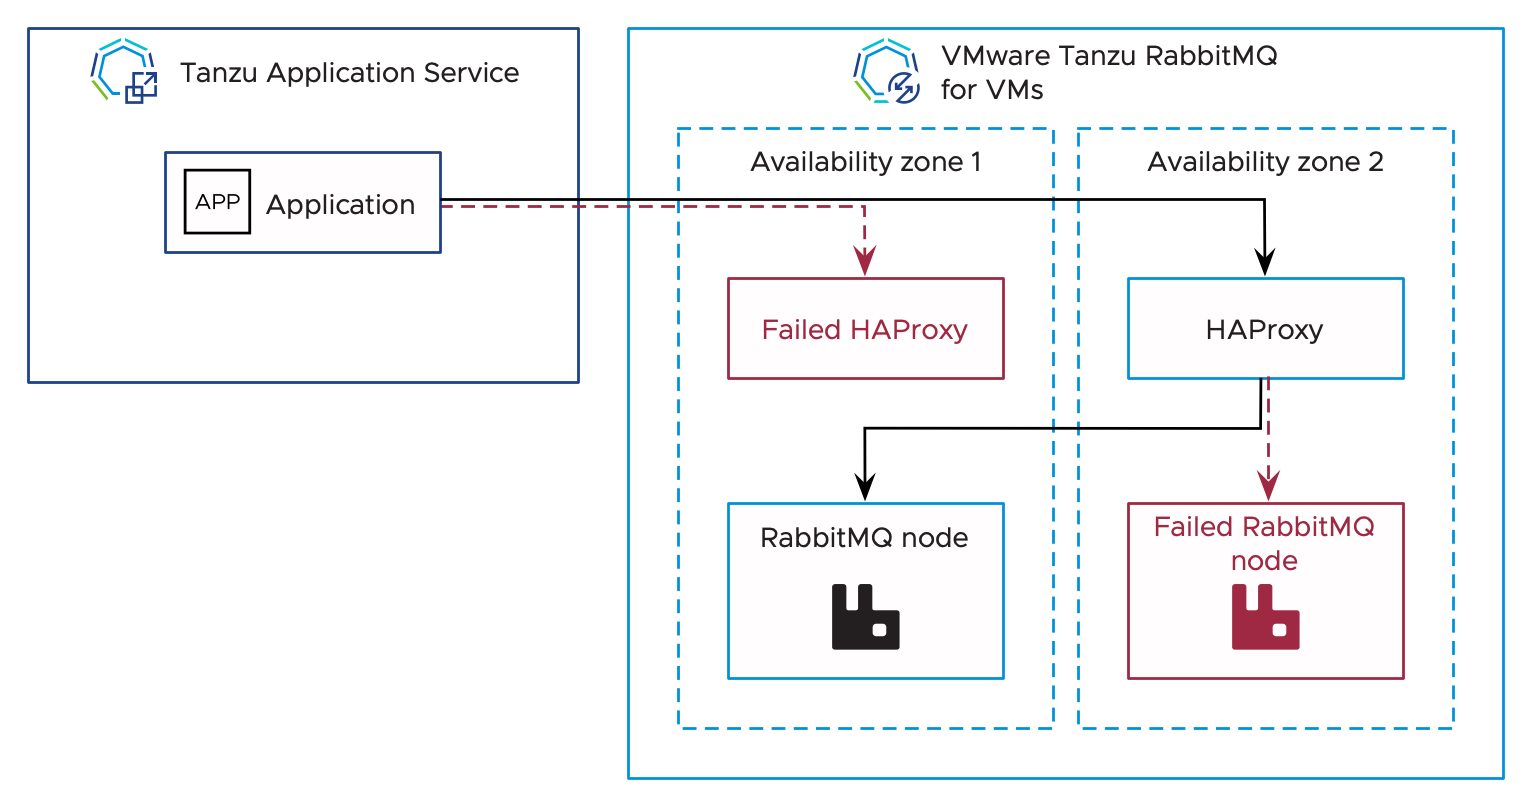 Tanzu Application Service
APP
Application
VMware Tanzu RabbitMQ
for VMs
Availability zone 1
Availability zone 2
Failed HAProxy
HAProxy
RabbitMQ node
Failed RabbitMQ
node